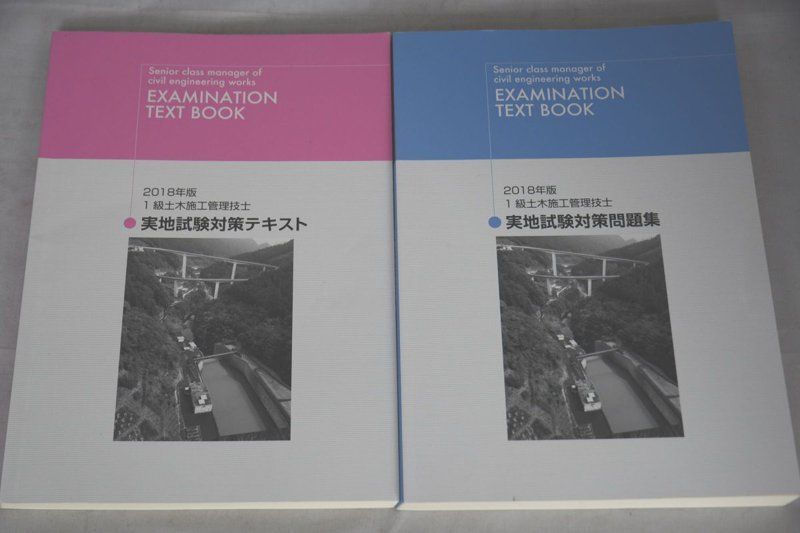 Senior class manager of
civil engineering works
EXAMINATION
TEXT BOOK
2018年版
1級土木施工管理技士
実地試験対策テキスト
Senior class manager of
civil engineering works
EXAMINATION
TEXT BOOK
2018年版
1級土木施工管理技士
実地試験対策問題集